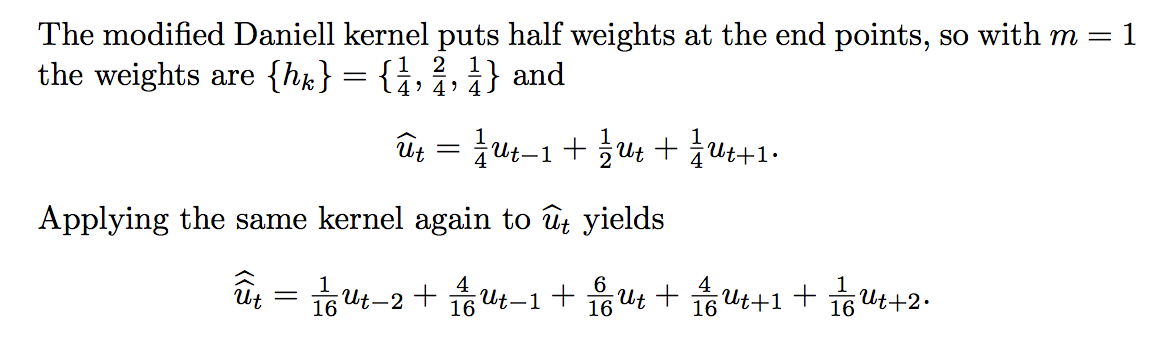 The modified Daniell kernel puts half weights at the end points, so with m = 1
the weights are {hₖ} = {1/4, 2/4, 1/4} and
û_t = 1/4 u_{t−1} + 1/2 u_t + 1/4 u_{t+1}.
Applying the same kernel again to û_t yields
\widehat{\widehat{u}}_t = 1/16 u_{t−2} + 4/16 u_{t−1} + 6/16 u_t + 4/16 u_{t+1} + 1/16 u_{t+2}.